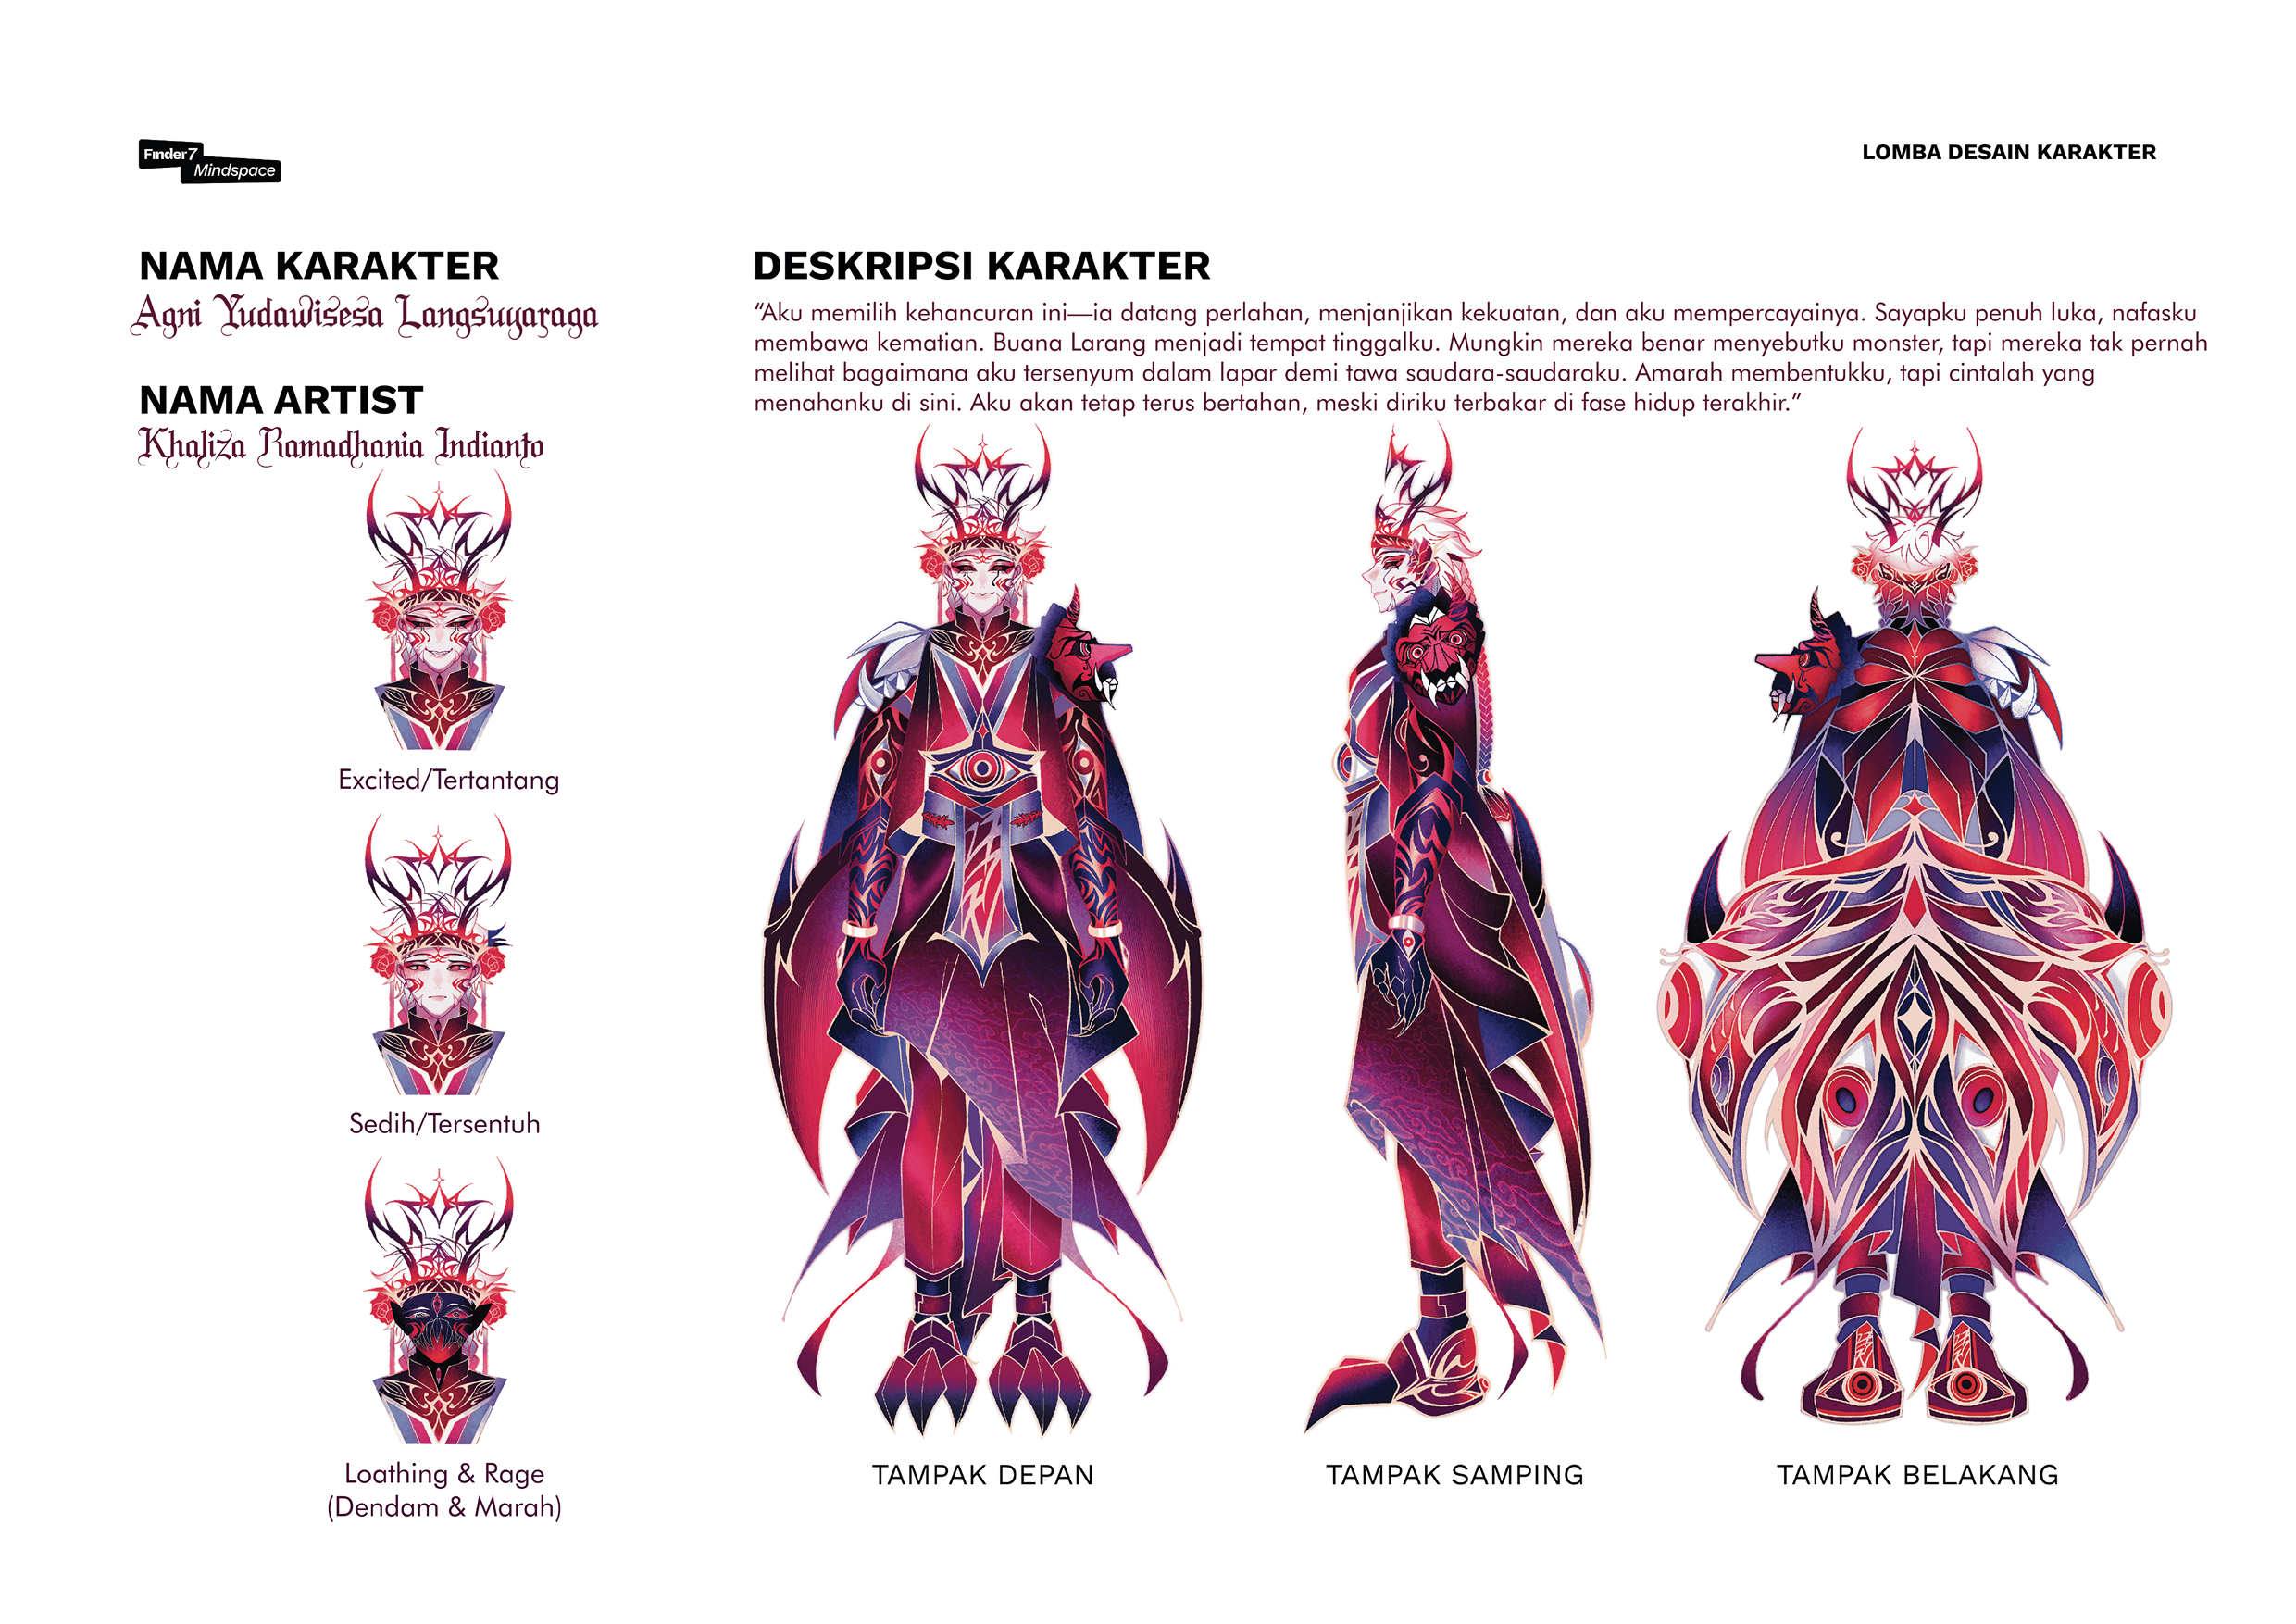 Finder7
Mindspace
LOMBA DESAIN KARAKTER
NAMA KARAKTER
Agni Yudawisesa Langsuyaraga
NAMA ARTIST
Khaliza Ramadhania Indianto
DESKRIPSI KARAKTER
“Aku memilih kehancuran ini—ia datang perlahan, menjanjikan kekuatan, dan aku mempercayainya. Sayapku penuh luka, nafasku
membawa kematian. Buana Larang menjadi tempat tinggalku. Mungkin mereka benar menyebutku monster, tapi mereka tak pernah
melihat bagaimana aku tersenyum dalam lapar demi tawa saudara-saudaraku. Amarah membentukku, tapi cintalah yang
menahanku di sini. Aku akan tetap terus bertahan, meski diriku terbakar di fase hidup terakhir.”
Excited/Tertantang
Sedih/Tersentuh
Loathing & Rage
(Dendam & Marah)
TAMPAK DEPAN
TAMPAK SAMPING
TAMPAK BELAKANG